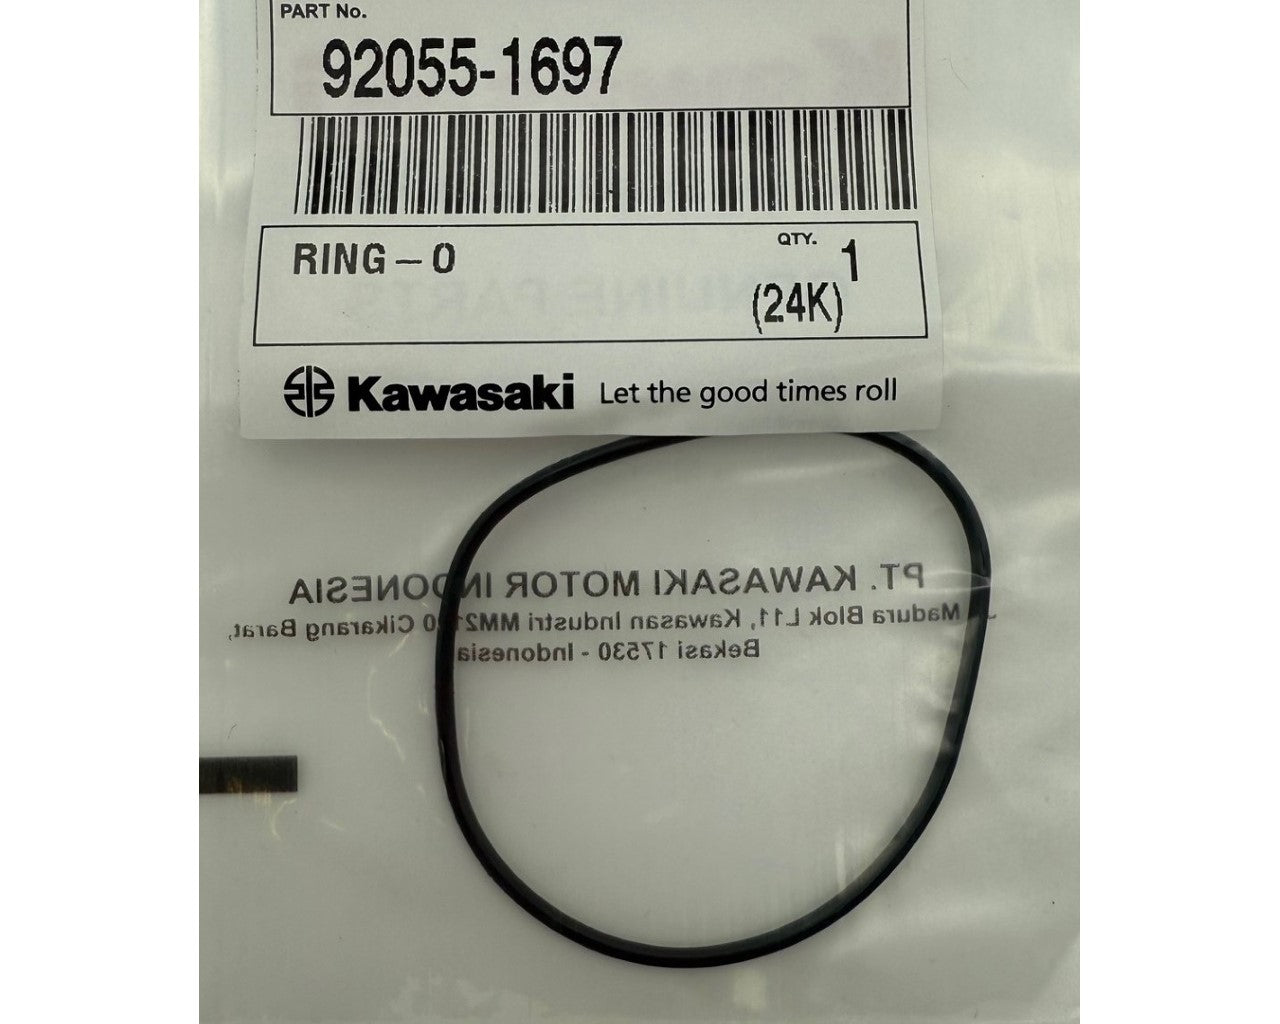 PART No.
92055-1697
RING-O
QTY. 1
(24K)
Kawasaki Let the good times roll
PT. KAWASAKI MOTOR INDONESIA
Madura Blok L11, Kawasan Industri MM2100 Cikarang Barat,
Bekasi 17530 - Indonesia